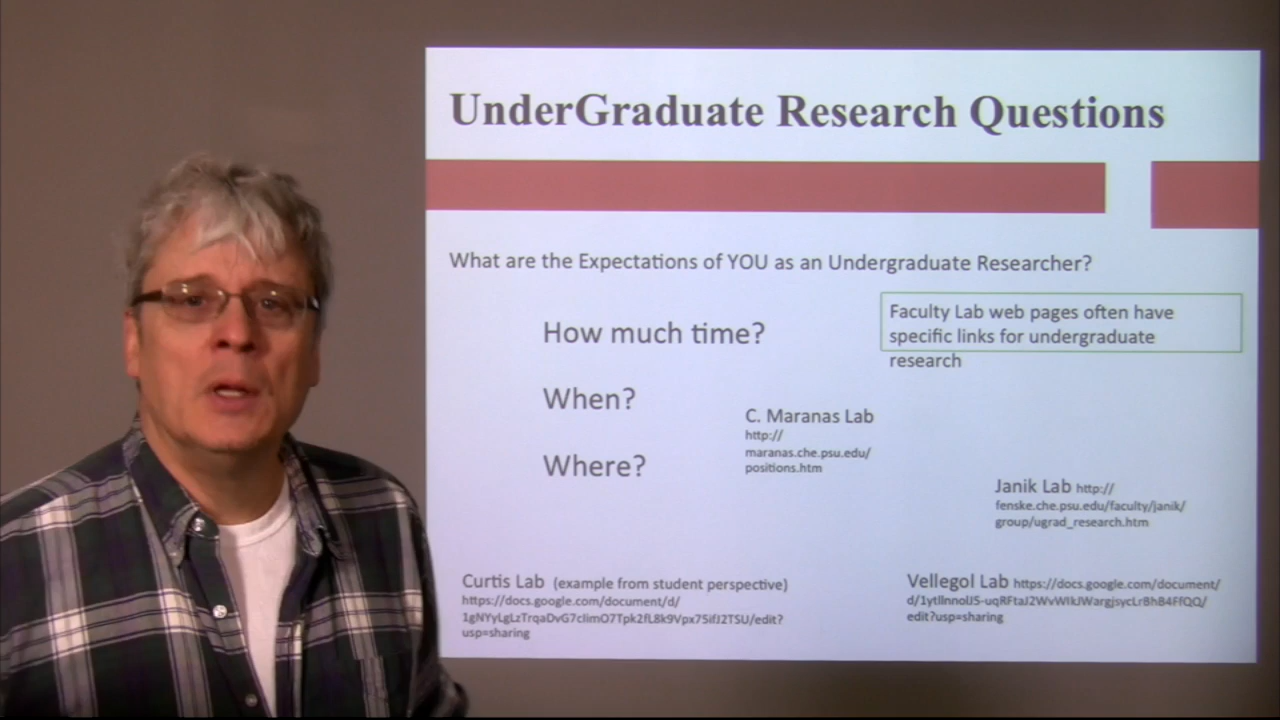 UnderGraduate Research Questions
What are the Expectations of YOU as an Undergraduate Researcher?
Faculty Lab web pages often have
specific links for undergraduate
research
How much time?
When?
Where?
C. Maranas Lab
http://
maranas.che.psu.edu/
positions.htm
Janik Lab http://
fenske.che.psu.edu/faculty/janik/
group/ugrad_research.htm
Curtis Lab (example from student perspective)
https://docs.google.com/document/d/
usp=sharing
Vellegol Lab https://docs.google.com/document/
edit?usp=sharing